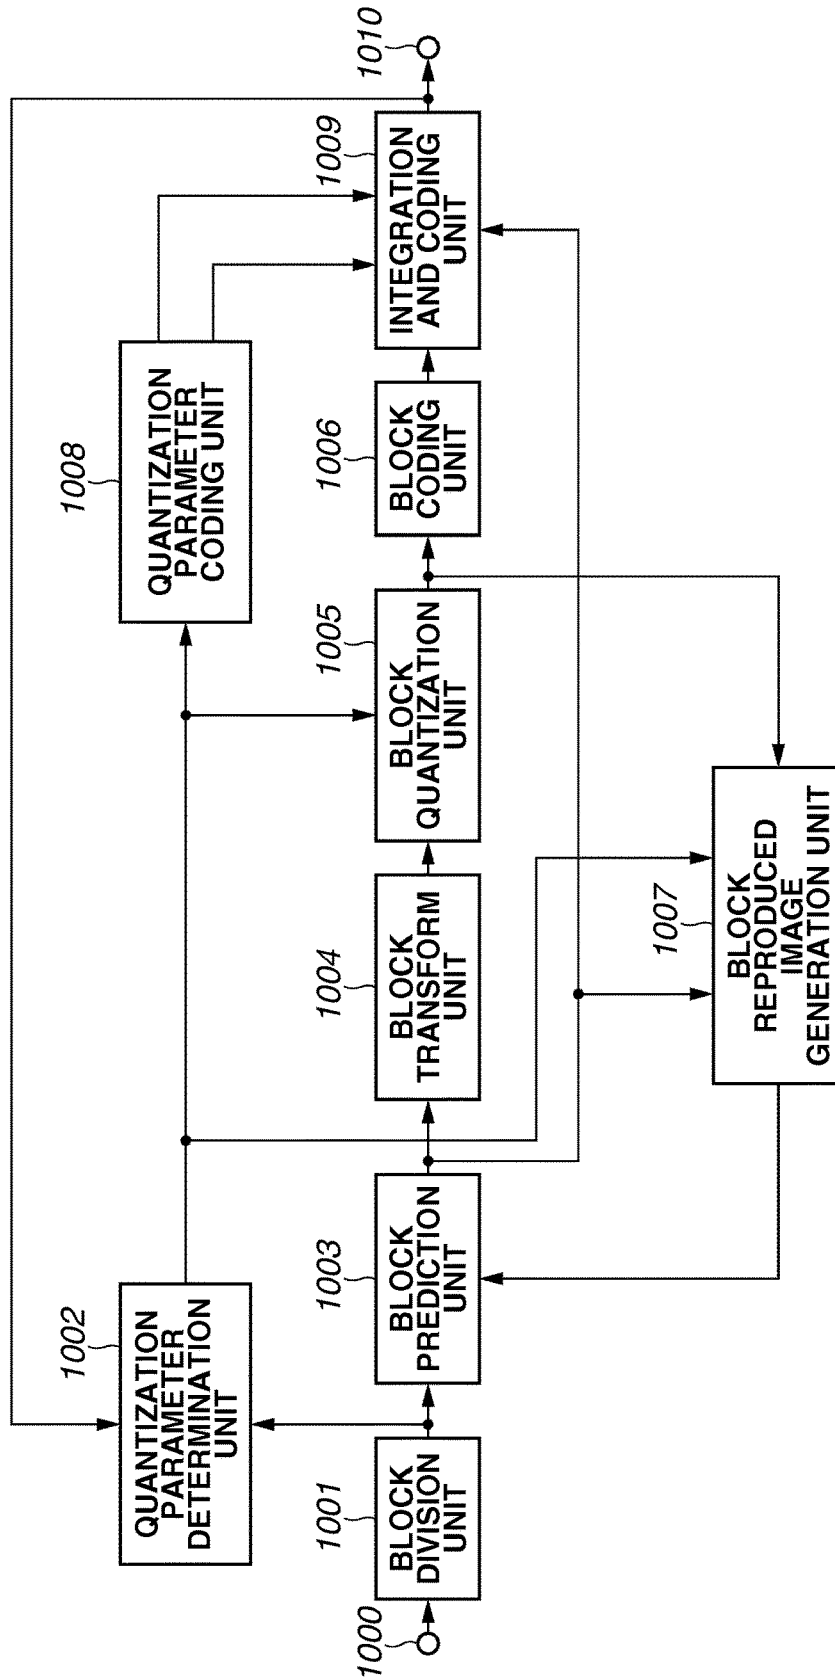 1000
1001
BLOCK
DIVISION
UNIT
1002
QUANTIZATION
PARAMETER
DETERMINATION
UNIT
1003
BLOCK
PREDICTION
UNIT
1004
BLOCK
TRANSFORM
UNIT
1005
BLOCK
QUANTIZATION
UNIT
1006
BLOCK
CODING
UNIT
1007
BLOCK
REPRODUCED
IMAGE
GENERATION UNIT
1008
QUANTIZATION
PARAMETER
CODING UNIT
1009
INTEGRATION
AND CODING
UNIT
1010